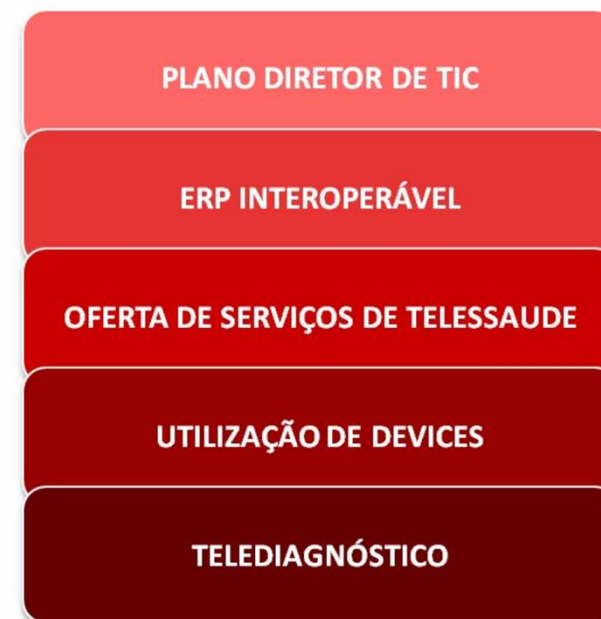 PLANO DIRETOR DE TIC
ERP INTEROPERÁVEL
OFERTA DE SERVIÇOS DE TELESSAUDE
UTILIZAÇÃO DE DEVICES
TELEDIAGNÓSTICO